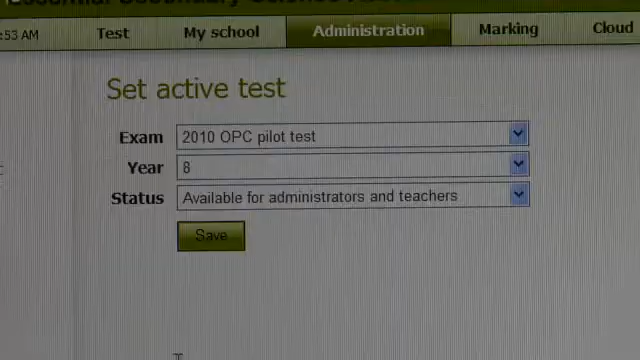 :53 AM Test My school Administration Marking Cloud
Set active test
Exam 2010 OPC pilot test
Year 8
Status Available for administrators and teachers
Save